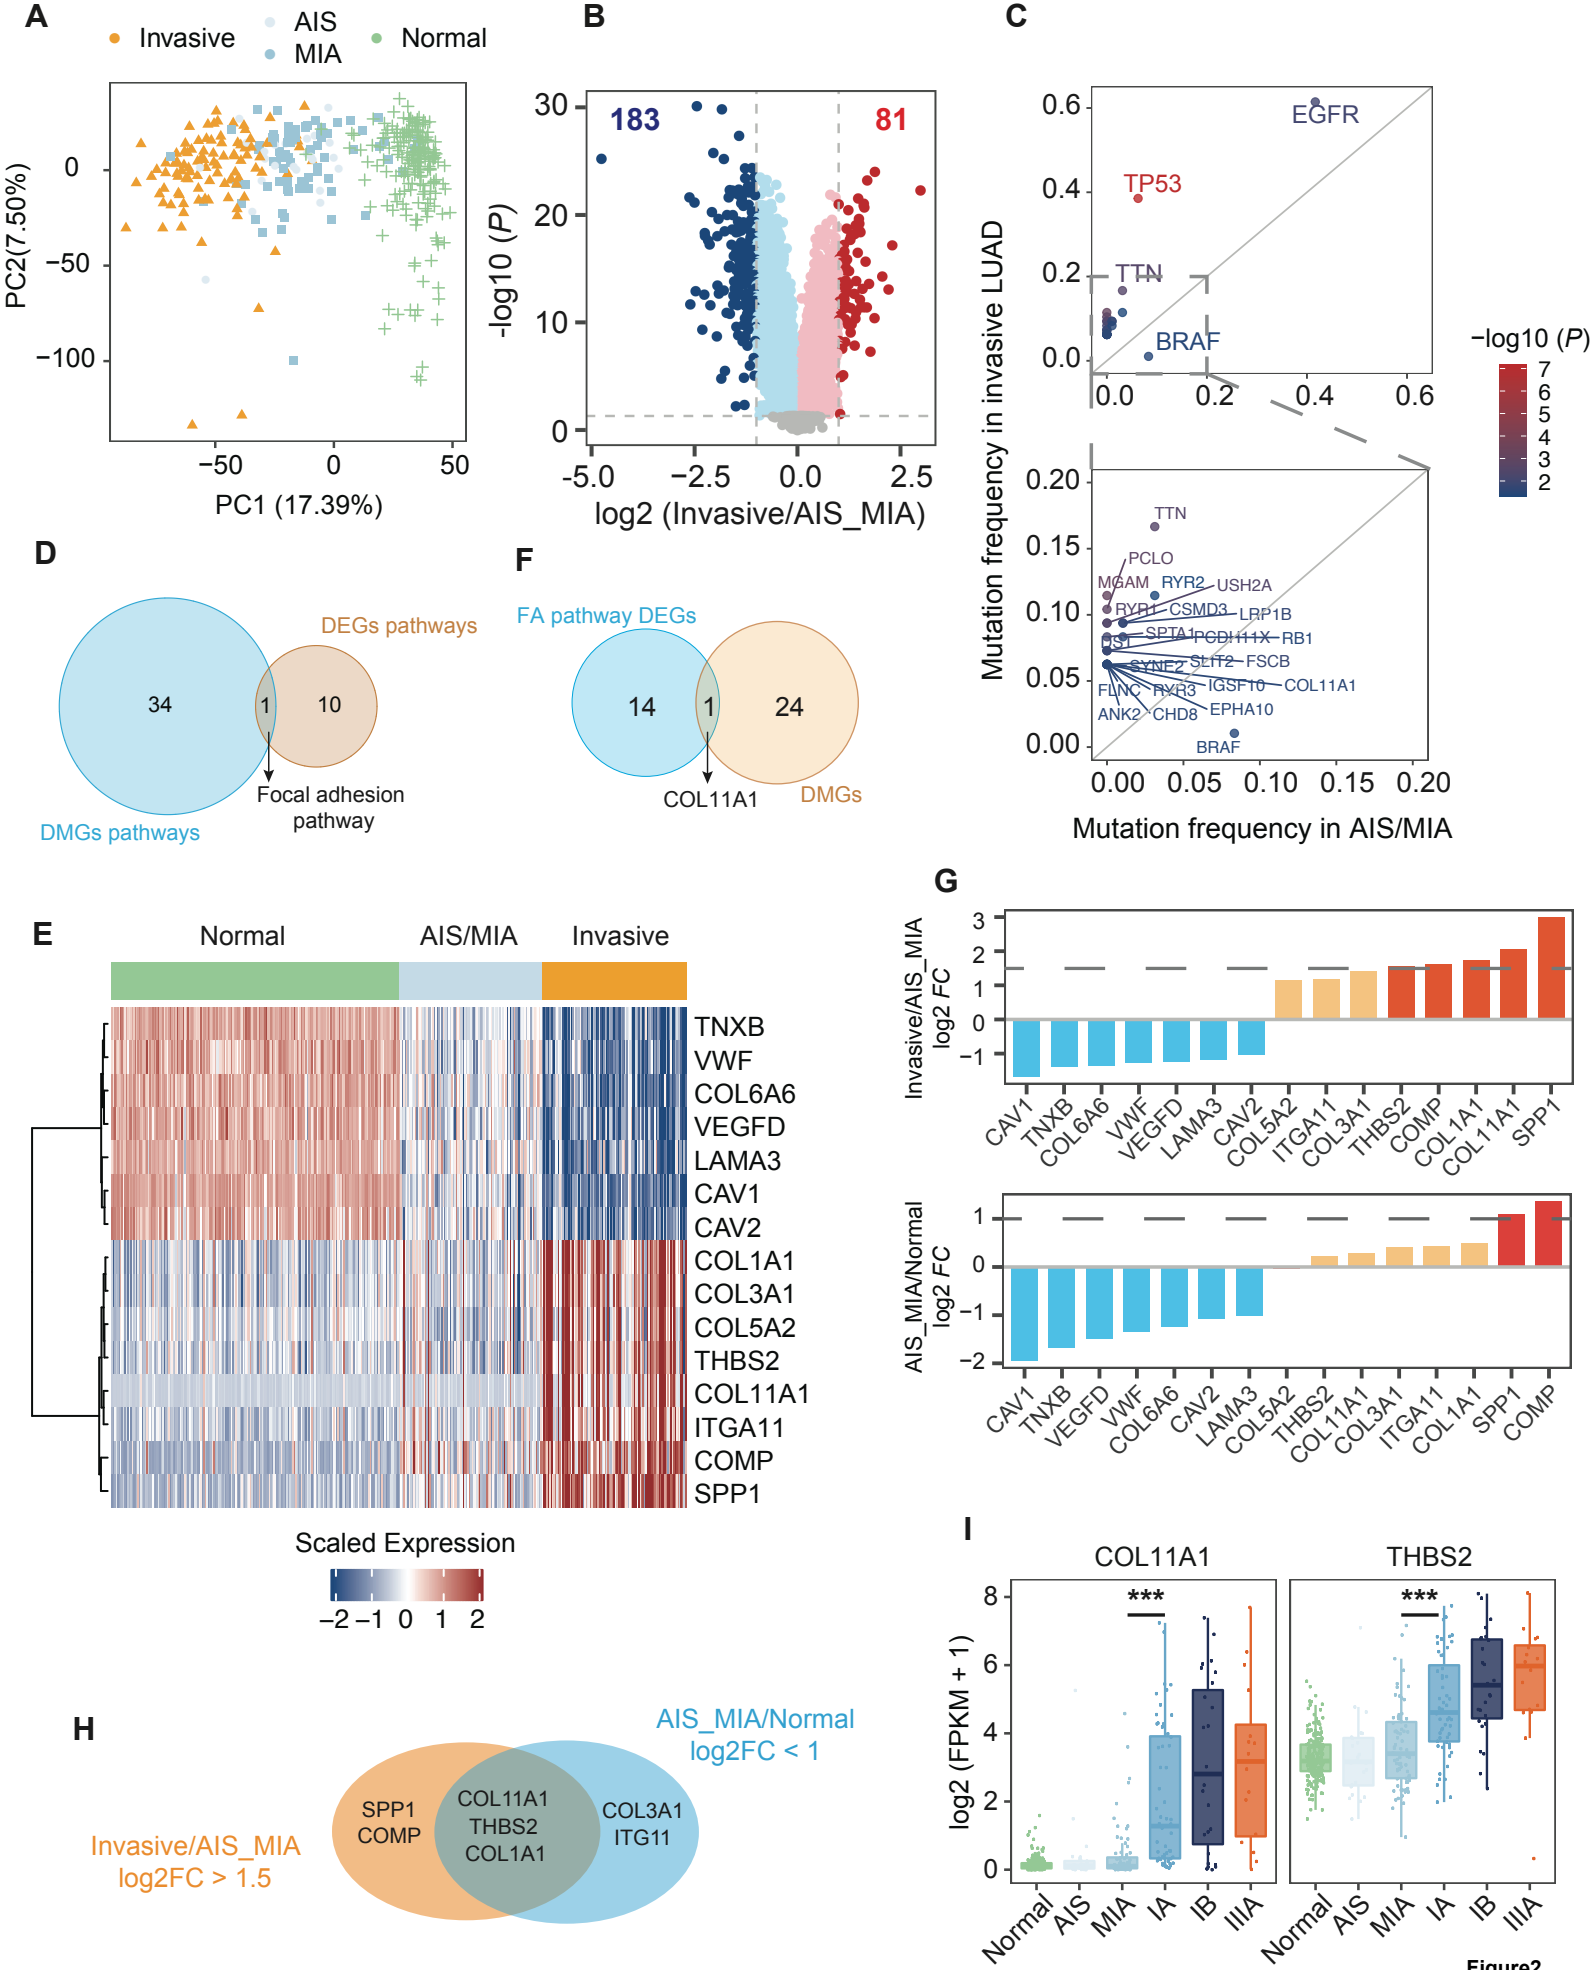 A
Invasive
AIS
MIA
Normal
PC2(7.50%)
0
−50
−100
−50
0
50
PC1 (17.39%)
B
183
81
-log10 (P)
30
20
10
0
-5.0
−2.5
0.0
2.5
log2 (Invasive/AIS_MIA)
C
Mutation frequency in invasive LUAD
0.6
0.4
0.2
0.0
EGFR
TP53
TTN
BRAF
0.0
0.2
0.4
0.6
−log10 (P)
7
6
5
4
3
2
0.20
0.15
0.10
0.05
0.00
TTN
PCLO
MGAM
RYR2
USH2A
RYR1
CSMD3
LRP1B
SPTA1
PCDH11X
RB1
DST
SYNE2
SLIT2
FSCB
FLNC
RYR3
IGSF10
COL11A1
ANK2
CHD8
EPHA10
BRAF
0.00
0.05
0.10
0.15
0.20
Mutation frequency in AIS/MIA
D
DEGs pathways
34
1
10
Focal adhesion
pathway
DMGs pathways
F
FA pathway DEGs
14
1
24
COL11A1
DMGs
E
Normal
AIS/MIA
Invasive
TNXB
VWF
COL6A6
VEGFD
LAMA3
CAV1
CAV2
COL1A1
COL3A1
COL5A2
THBS2
COL11A1
ITGA11
COMP
SPP1
Scaled Expression
−2
−1
0
1
2
G
Invasive/AIS_MIA
log2 FC
3
2
1
0
−1
CAV1
TNXB
COL6A6
VWF
VEGFD
LAMA3
CAV2
COL5A2
ITGA11
COL3A1
THBS2
COMP
COL1A1
COL11A1
SPP1
AIS_MIA/Normal
log2 FC
1
0
−1
−2
CAV1
TNXB
VEGFD
VWF
COL6A6
CAV2
LAMA3
COL5A2
THBS2
COL11A1
COL3A1
ITGA11
COL1A1
SPP1
COMP
H
AIS_MIA/Normal
log2FC < 1
SPP1
COMP
COL11A1
THBS2
COL1A1
COL3A1
ITG11
Invasive/AIS_MIA
log2FC > 1.5
I
COL11A1
THBS2
log2 (FPKM + 1)
8
6
4
2
0
***
***
Normal
AIS
MIA
IA
IB
IIIA
Normal
AIS
MIA
IA
IB
IIIA
Figure2